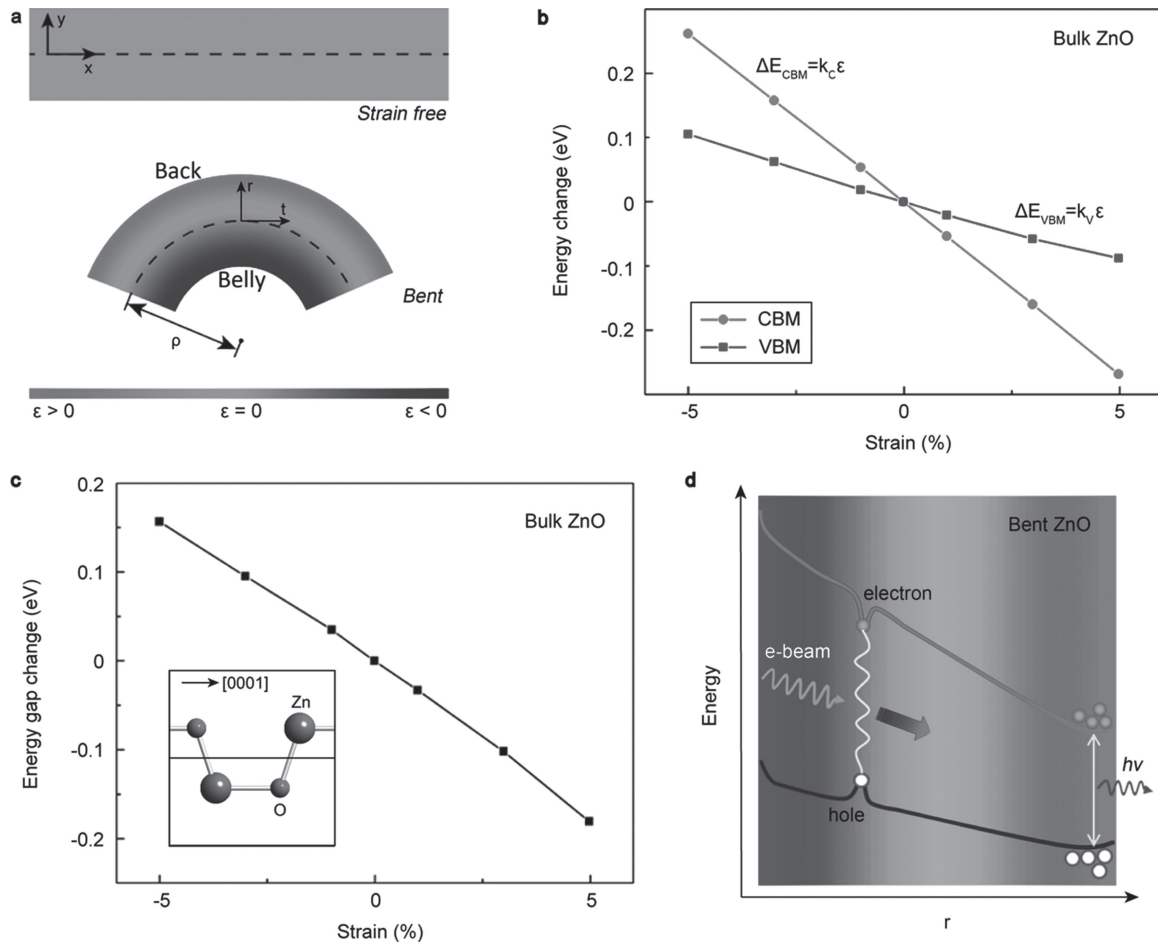 a
y
x
Strain free
Back
r
t
Belly
Bent
ρ
ε > 0
ε = 0
ε < 0
b
Bulk ZnO
ΔE_CBM=k_Cε
ΔE_VBM=k_Vε
CBM
VBM
Energy change (eV)
0.2
0.1
0
-0.1
-0.2
-5
0
5
Strain (%)
c
Bulk ZnO
Energy gap change (eV)
0.2
0.1
0
-0.1
-0.2
[0001]
Zn
O
-5
0
5
Strain (%)
d
Bent ZnO
electron
e-beam
Energy
hν
hole
r